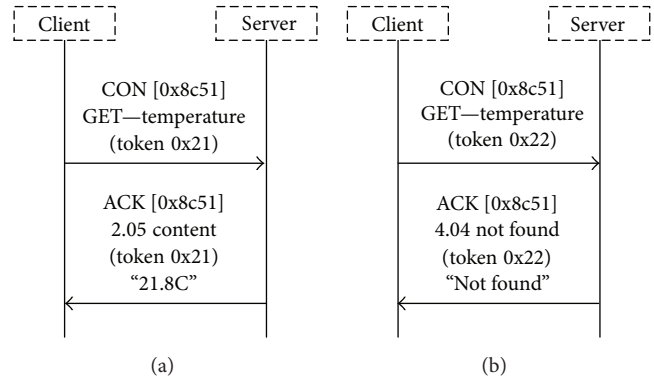 Client
Server
CON [0x8c51]
GET—temperature
(token 0x21)
ACK [0x8c51]
2.05 content
(token 0x21)
“21.8C”
(a)
Client
Server
CON [0x8c51]
GET—temperature
(token 0x22)
ACK [0x8c51]
4.04 not found
(token 0x22)
“Not found”
(b)